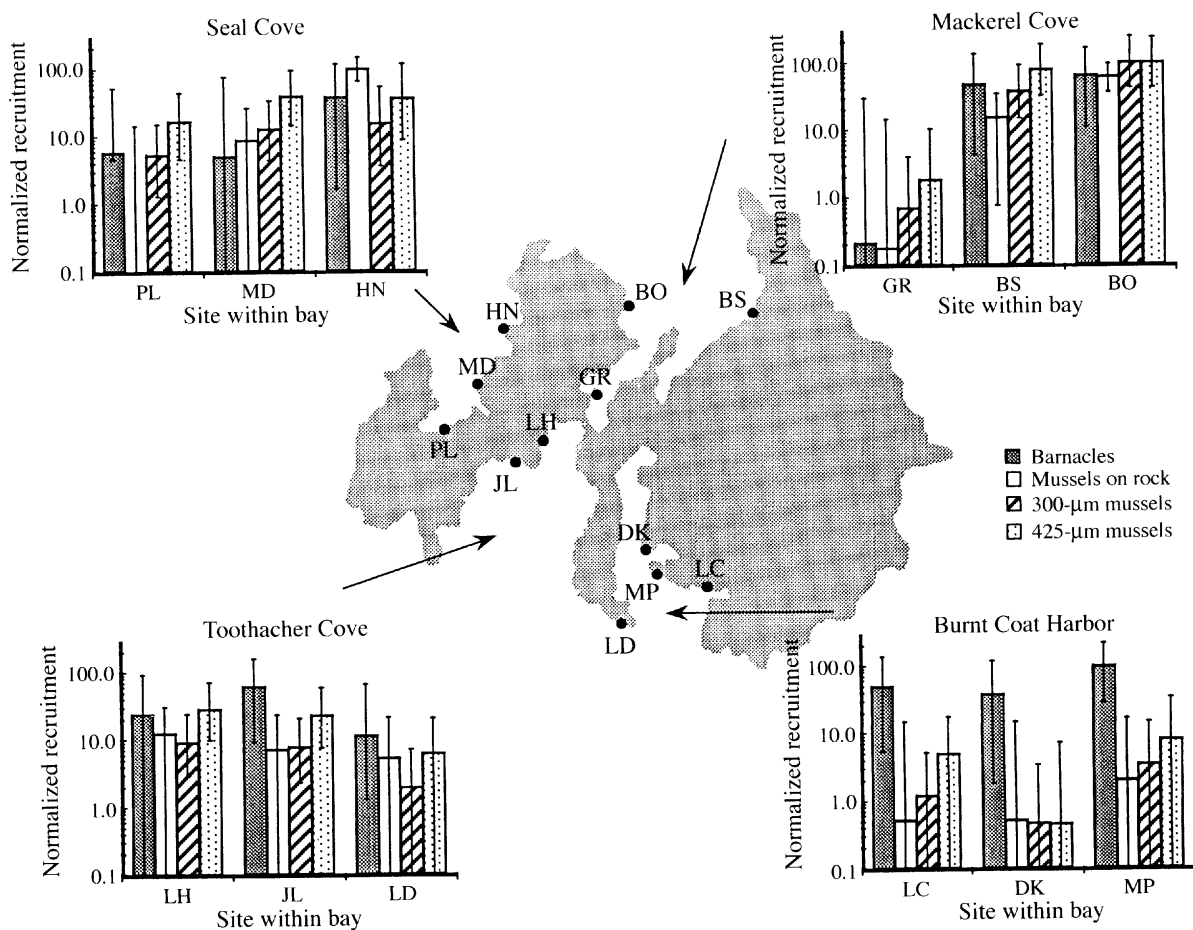 Seal Cove
Normalized recruitment
100.0
10.0
1.0
0.1
PL MD HN
Site within bay
Mackerel Cove
Normalized recruitment
100.0
10.0
1.0
0.1
GR BS BO
Site within bay
HN
BO
BS
MD
GR
PL
LH
JL
DK
MP
LC
LD
Barnacles
Mussels on rock
300-µm mussels
425-µm mussels
Toothacher Cove
Normalized recruitment
100.0
10.0
1.0
0.1
LH JL LD
Site within bay
Burnt Coat Harbor
Normalized recruitment
100.0
10.0
1.0
0.1
LC DK MP
Site within bay